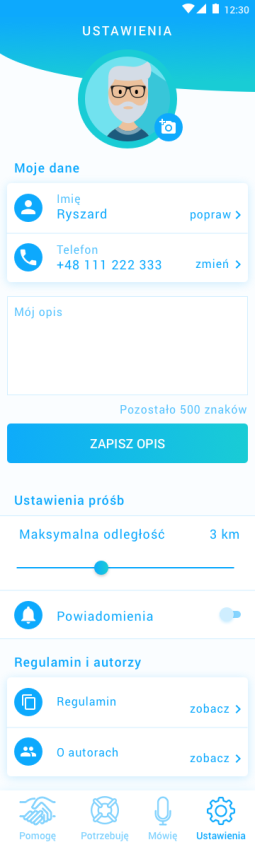 12:30
USTAWIENIA
Moje dane
Imię
Ryszard
popraw
Telefon
+48 111 222 333
zmień
Mój opis
Pozostało 500 znaków
ZAPISZ OPIS
Ustawienia próśb
Maksymalna odległość 3 km
Powiadomienia
Regulamin i autorzy
Regulamin
zobacz
O autorach
zobacz
Pomogę Potrzebuję Mówię Ustawienia